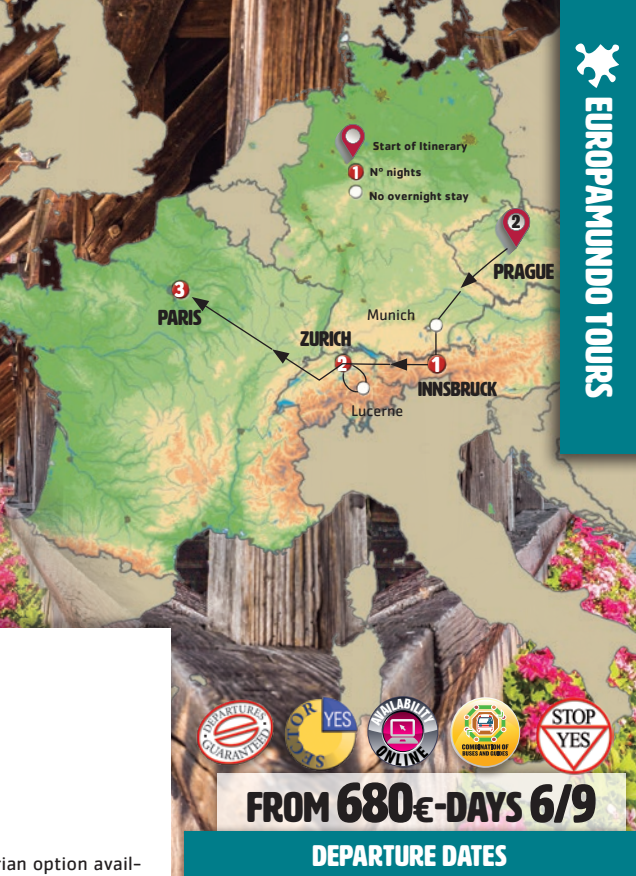 EUROPAMUNDO TOURS
Start of Itinerary
1 Nº nights
No overnight stay
2
PRAGUE
3
PARIS
Munich
ZURICH
2
1
INNSBRUCK
Lucerne
DEPARTURES
GUARANTEED
SECTOR
YES
AVAILABILITY
ONLINE
COMBINATION OF
BUSES AND GUIDES
STOP
YES
FROM 680€-DAYS 6/9
DEPARTURE DATES
rian option avail-